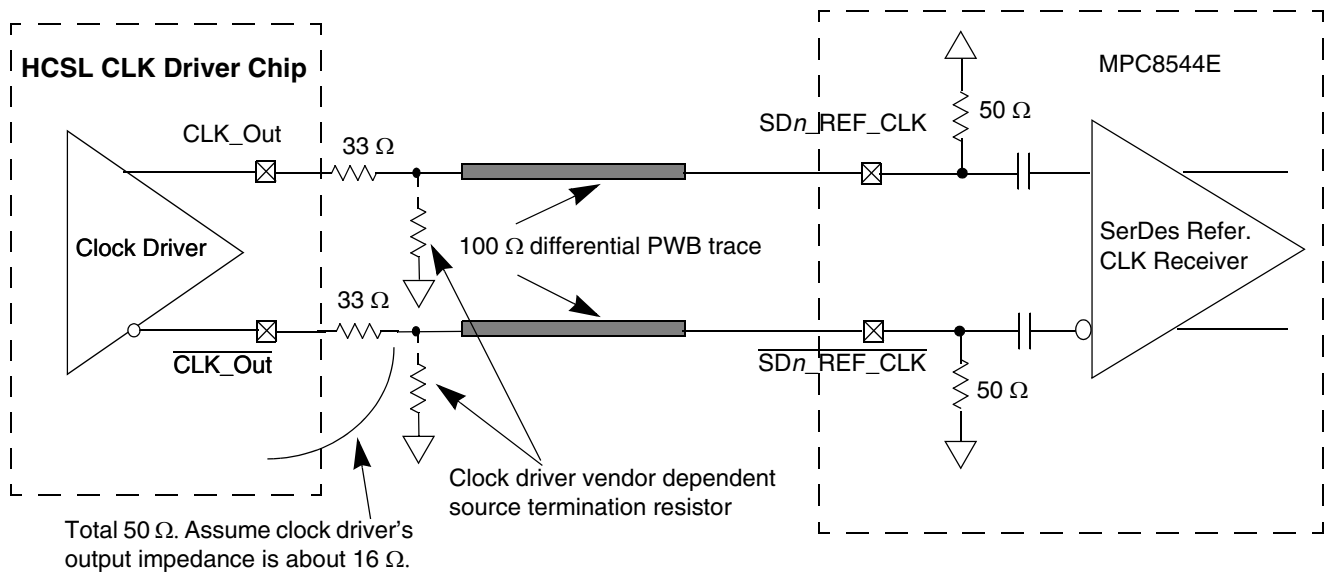 HCSL CLK Driver Chip
MPC8544E
CLK_Out
SDn_REF_CLK
50 Ω
33 Ω
Clock Driver
100 Ω differential PWB trace
SerDes Refer.
CLK Receiver
33 Ω
CLK_Out
SDn_REF_CLK
50 Ω
Clock driver vendor dependent
source termination resistor
Total 50 Ω. Assume clock driver's
output impedance is about 16 Ω.